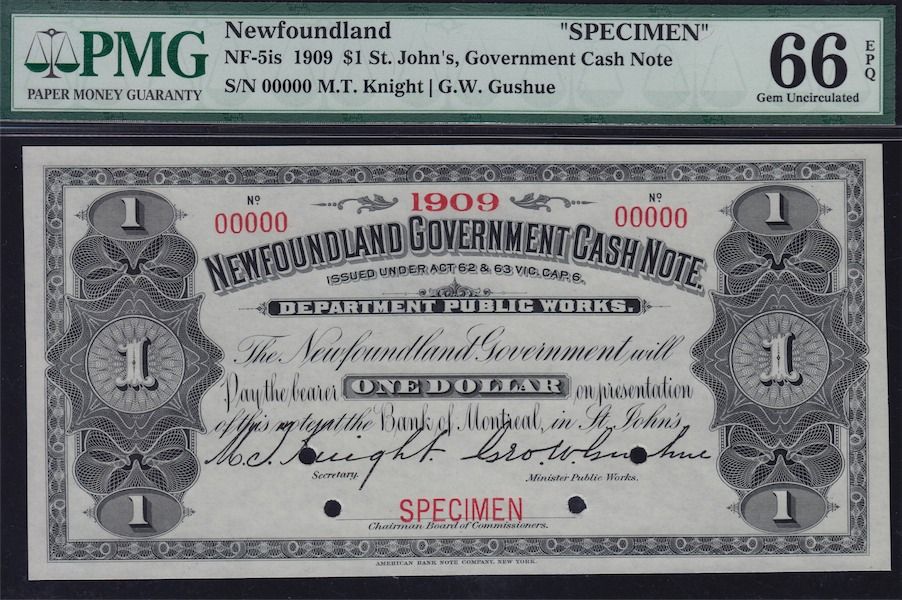 PMG
PAPER MONEY GUARANTY
Newfoundland "SPECIMEN"
NF-5is 1909 $1 St. John's, Government Cash Note
S/N 00000 M.T. Knight | G.W. Gushue
66 EPQ
Gem Uncirculated
1 1
Nº 1909 Nº
00000 00000
NEWFOUNDLAND GOVERNMENT CASH NOTE.
ISSUED UNDER ACT 62 & 63 VIC. CAP. 6.
DEPARTMENT PUBLIC WORKS.
The Newfoundland Government will
Pay the bearer ONE DOLLAR on presentation
of this note at the Bank of Montreal, in St. John's
1 1
M. T. Knight. Geo. W. Gushue
Secretary. Minister Public Works.
1 SPECIMEN 1
Chairman Board of Commissioners.
AMERICAN BANK NOTE COMPANY, NEW YORK.